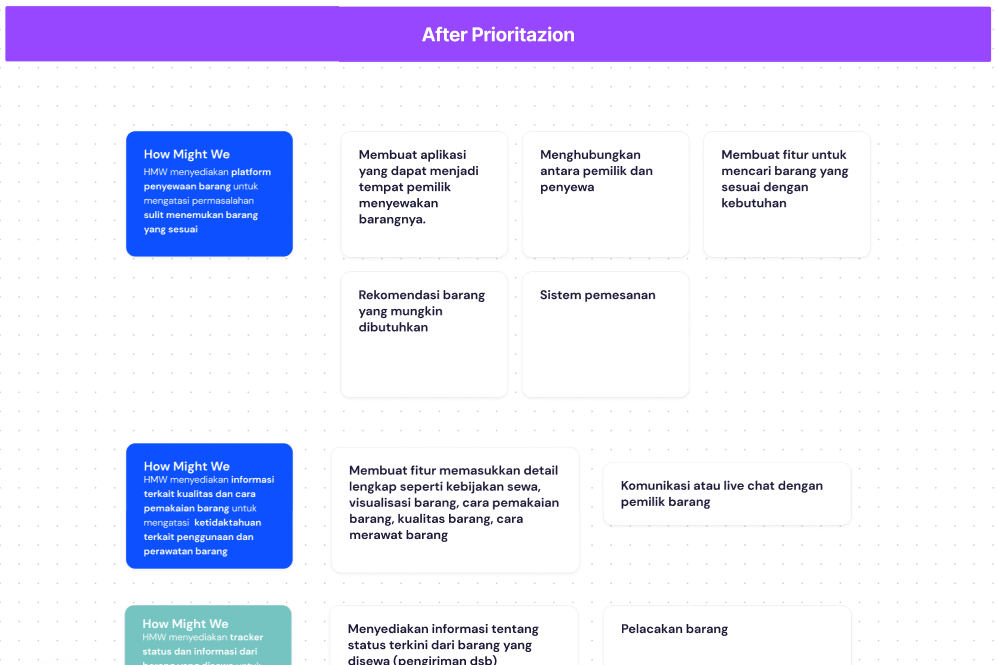 After Prioritazion
How Might We
HMW menyediakan platform
penyewaan barang untuk
mengatasi permasalahan
sulit menemukan barang
yang sesuai
Membuat aplikasi
yang dapat menjadi
tempat pemilik
menyewakan
barangnya.
Menghubungkan
antara pemilik dan
penyewa
Membuat fitur untuk
mencari barang yang
sesuai dengan
kebutuhan
Rekomendasi barang
yang mungkin
dibutuhkan
Sistem pemesanan
How Might We
HMW menyediakan informasi
terkait kualitas dan cara
pemakaian barang untuk
mengatasi ketidaktahuan
terkait penggunaan dan
perawatan barang
Membuat fitur memasukkan detail
lengkap seperti kebijakan sewa,
visualisasi barang, cara pemakaian
barang, kualitas barang, cara
merawat barang
Komunikasi atau live chat dengan
pemilik barang
How Might We
HMW menyediakan tracker
status dan informasi dari
barang yang disewa untuk
Menyediakan informasi tentang
status terkini dari barang yang
disewa (pengiriman dsb)
Pelacakan barang